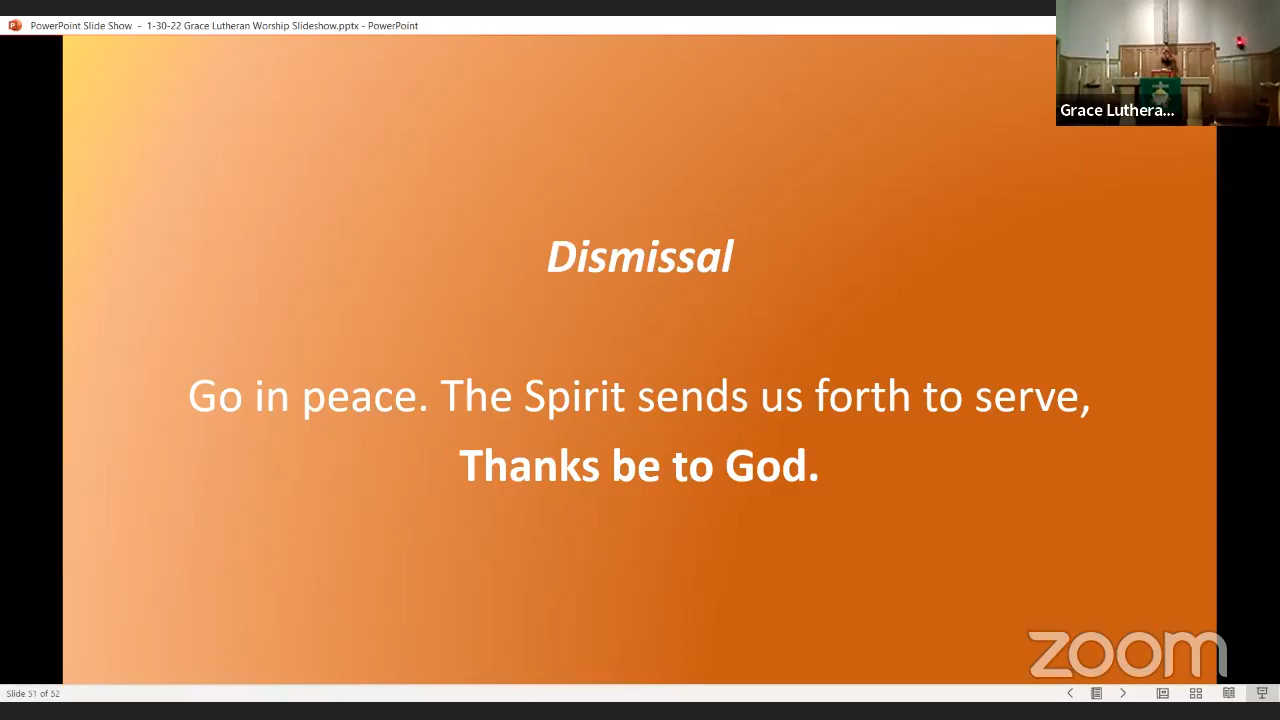 PowerPoint Slide Show - 1-30-22 Grace Lutheran Worship Slideshow.pptx - PowerPoint
Grace Luthera...
Dismissal
Go in peace. The Spirit sends us forth to serve,
Thanks be to God.
zoom
Slide 51 of 52